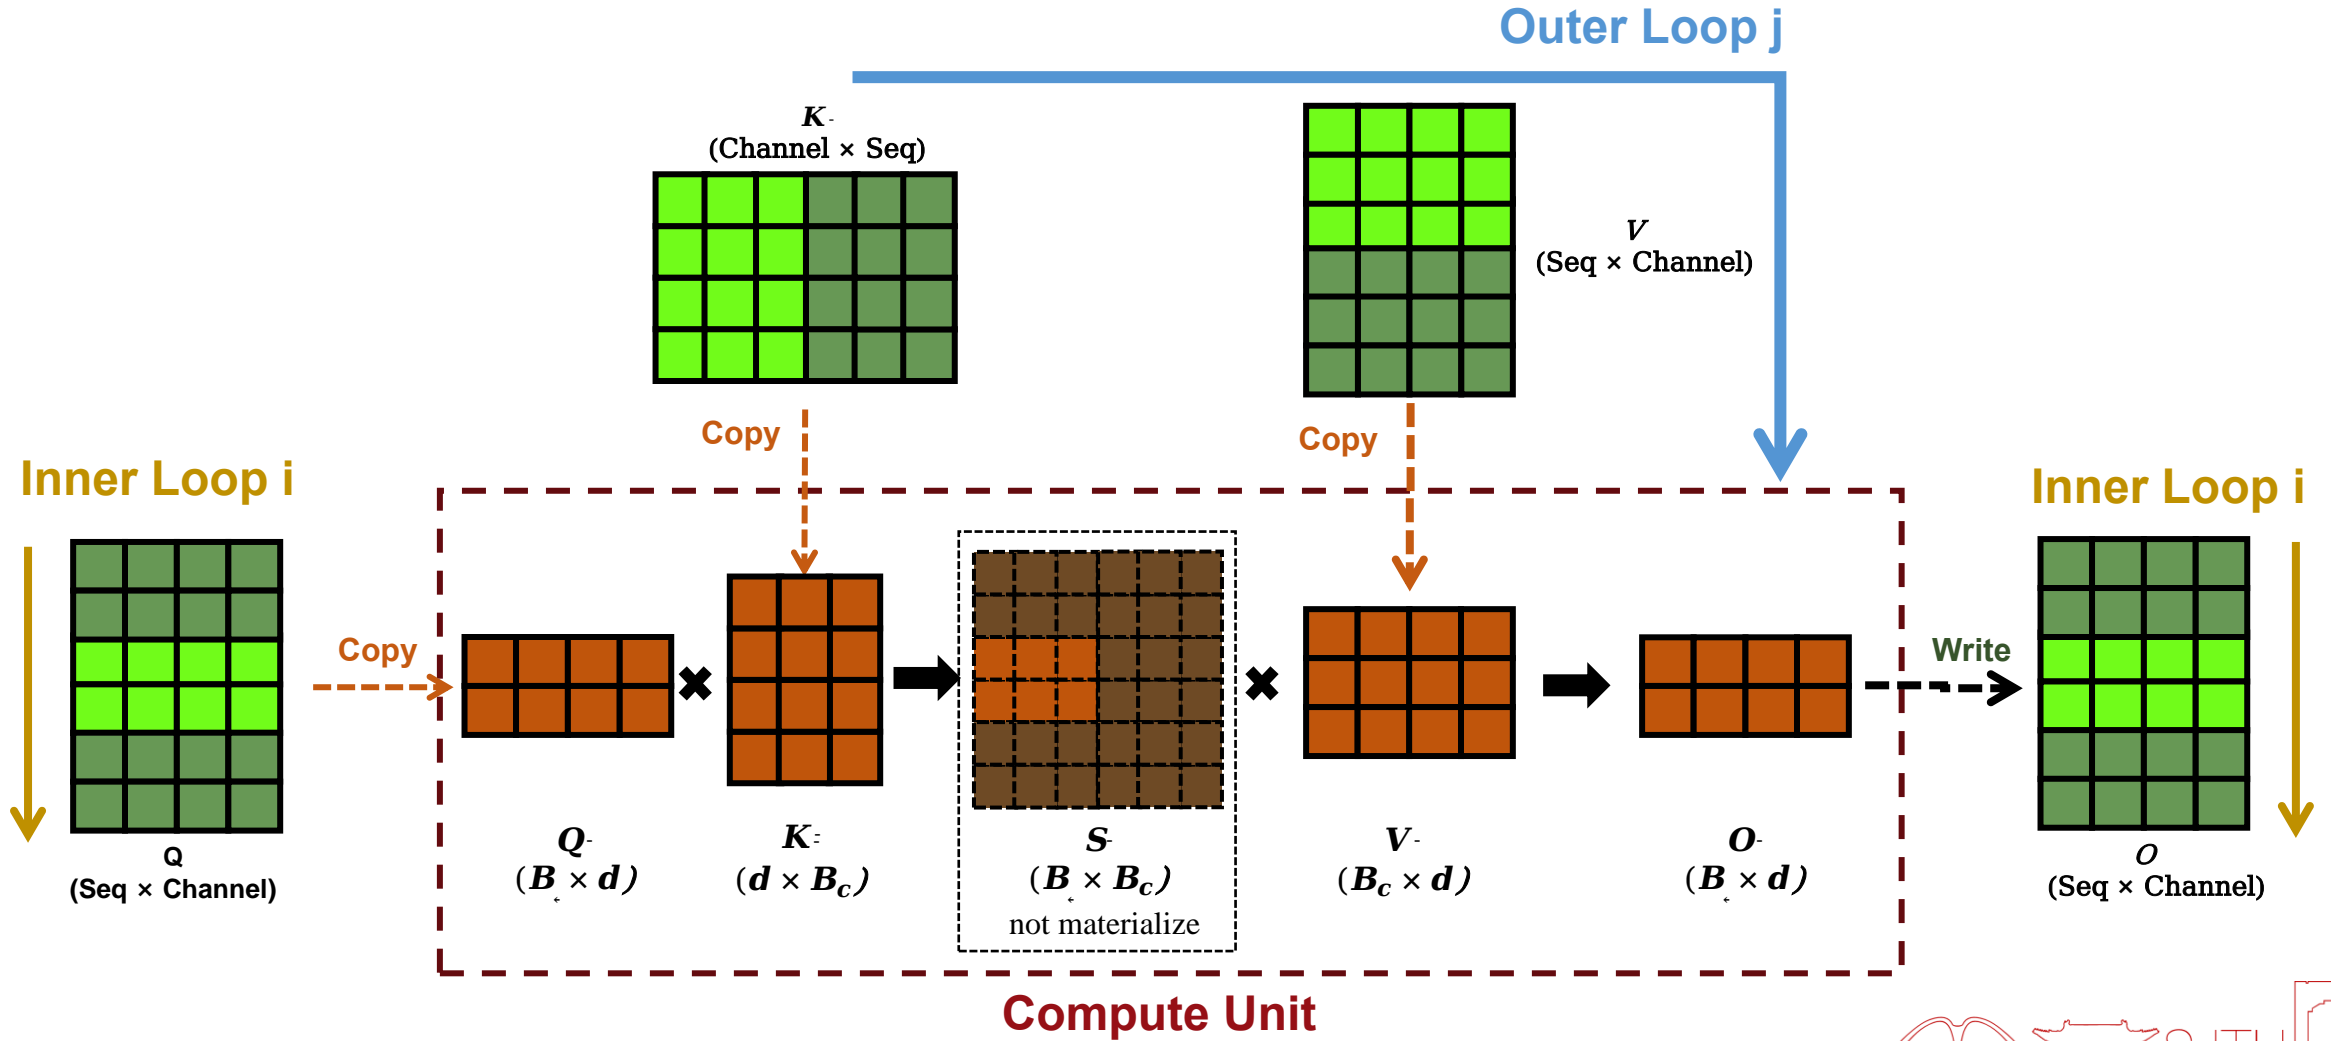 Outer Loop j
K
(Channel × Seq)
V
(Seq × Channel)
Copy
Copy
Inner Loop i
Inner Loop i
Copy
Write
Q
(Seq × Channel)
Q
(B × d)
K
(d × Bc)
S
(B × Bc)
not materialize
V
(Bc × d)
O
(B × d)
O
(Seq × Channel)
Compute Unit